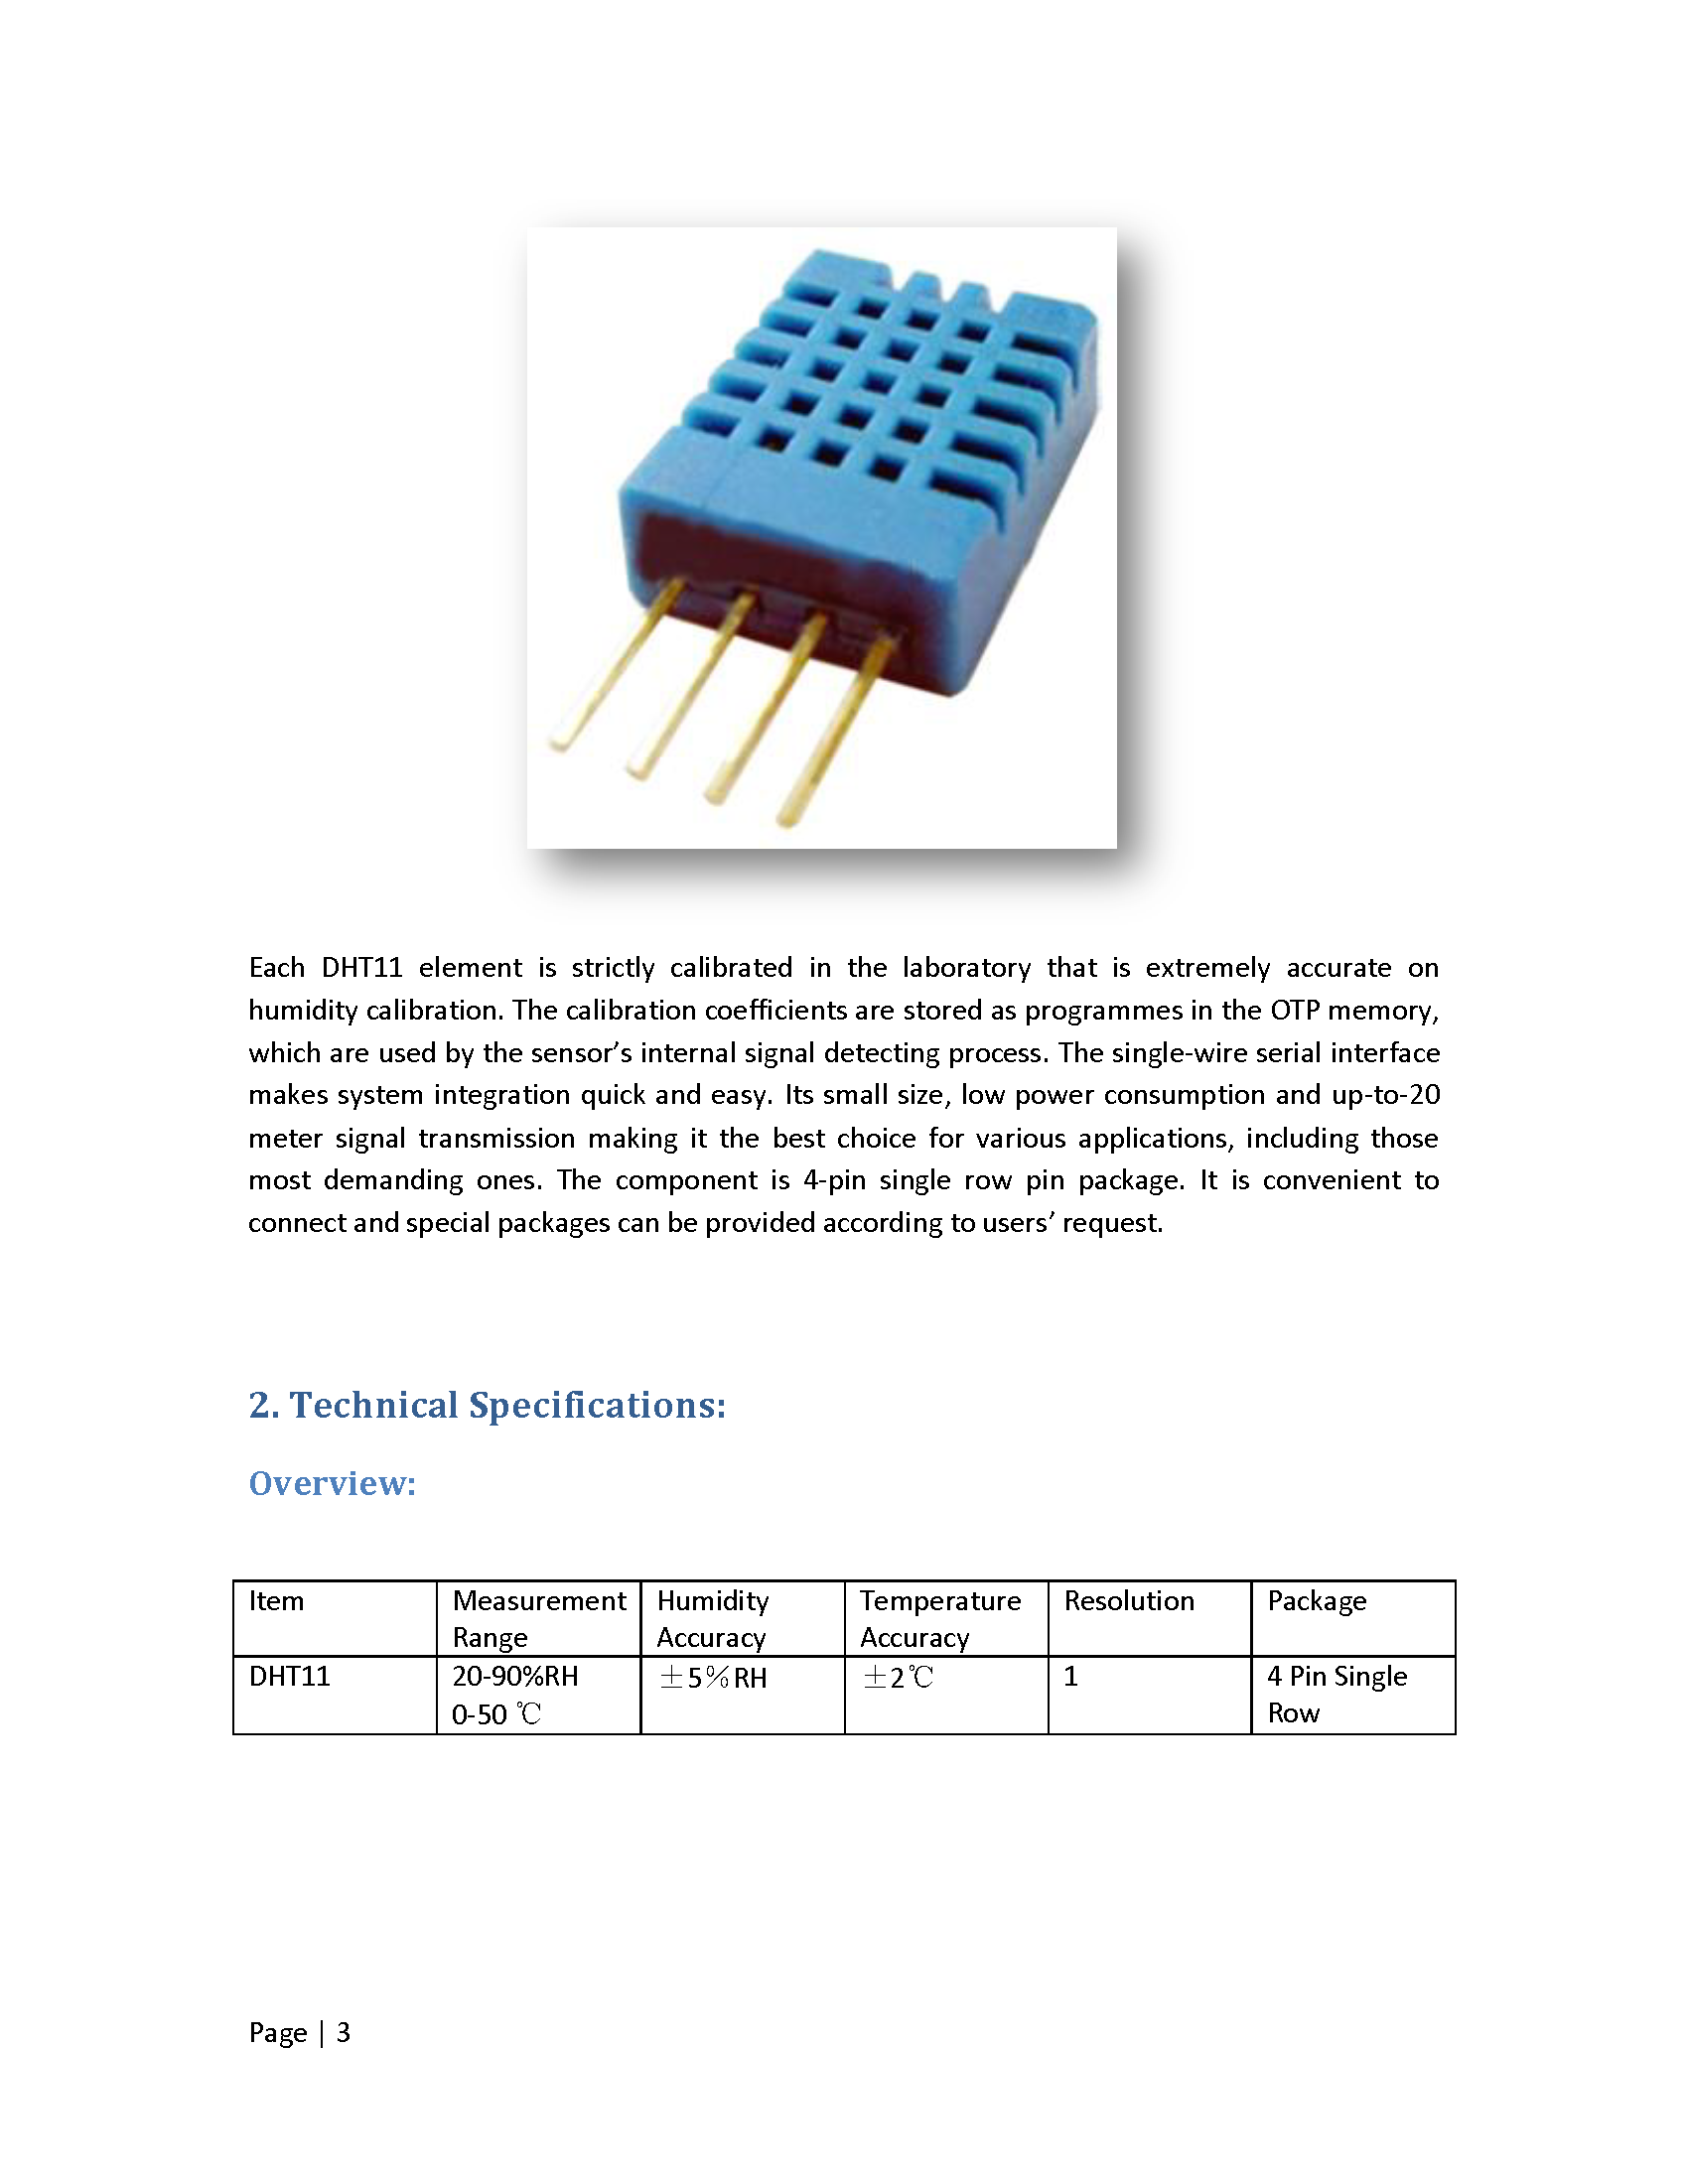 Each DHT11 element is strictly calibrated in the laboratory that is extremely accurate on
humidity calibration. The calibration coefficients are stored as programmes in the OTP memory,
which are used by the sensor’s internal signal detecting process. The single-wire serial interface
makes system integration quick and easy. Its small size, low power consumption and up-to-20
meter signal transmission making it the best choice for various applications, including those
most demanding ones. The component is 4-pin single row pin package. It is convenient to
connect and special packages can be provided according to users’ request.
2. Technical Specifications:
Overview:
Item Measurement Humidity Temperature Resolution Package
Range Accuracy Accuracy
DHT11 20-90%RH ±5%RH ±2℃ 1 4 Pin Single
0-50 ℃ Row
Page | 3